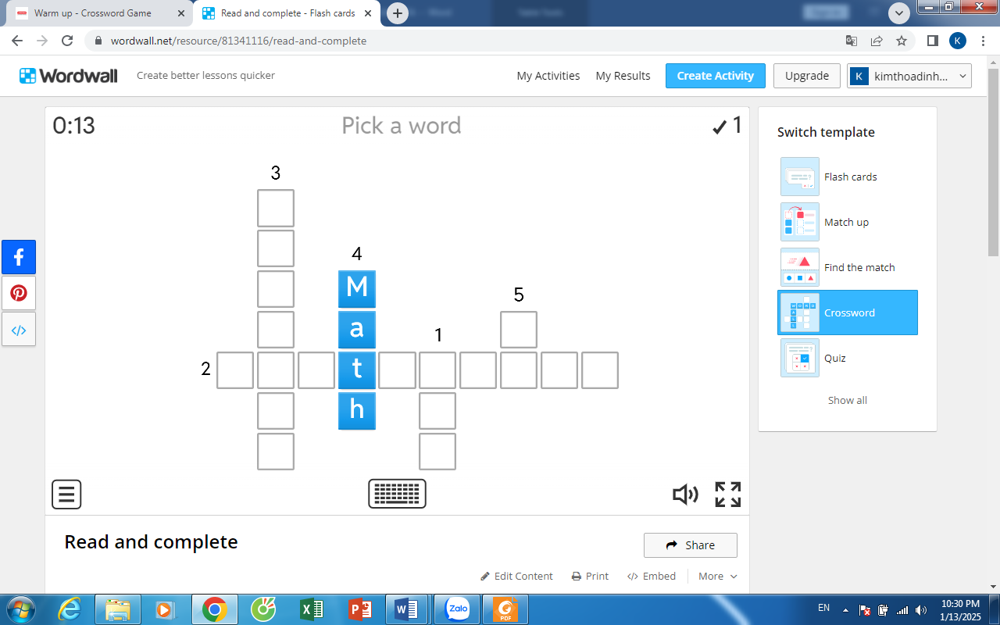 Warm up - Crossword Game
Read and complete - Flash cards
wordwall.net/resource/81341116/read-and-complete
K
Wordwall
Create better lessons quicker
My Activities
My Results
Create Activity
Upgrade
K kimthoadinh...
0:13
Pick a word
1
3
4
M
5
a
1
2
t
h
Switch template
Flash cards
Match up
Find the match
Crossword
Quiz
Show all
Read and complete
Share
Edit Content
Print
Embed
More
EN
10:30 PM
1/13/2025
Zalo
PDF